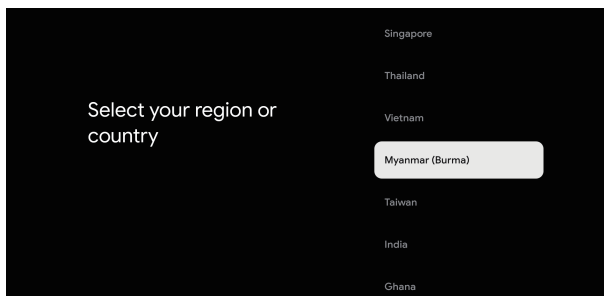 Select your region or
country
Singapore
Thailand
Vietnam
Myanmar (Burma)
Taiwan
India
Ghana